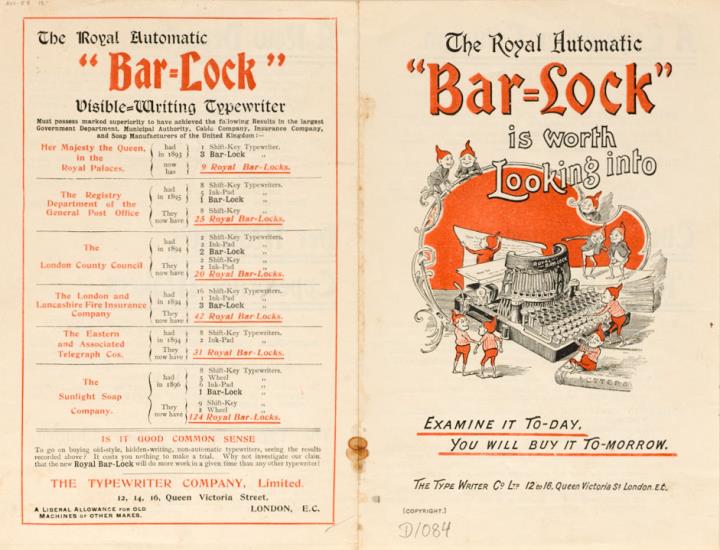 The Royal Automatic
"Bar=Lock"
Visible=Writing Typewriter
Must possess marked superiority to have achieved the following Results in the largest
Government Department, Municipal Authority, Cable Company, Insurance Company,
and Soap Manufacturers of the United Kingdom:—
Her Majesty the Queen, in the Royal Palaces.
had in 1893
1 Shift-Key Typewriter.
3 Bar-Lock ,,
now has
9 Royal Bar-Locks.
The Registry Department of the General Post Office
had in 1895
8 Shift-Key Typewriters.
5 Ink-Pad ,,
1 Bar-Lock ,,
They now have
8 Shift-Key ,,
25 Royal Bar-Locks.
The London County Council
had in 1894
2 Shift-Key Typewriters.
2 Ink-Pad ,,
2 Bar-Lock ,,
They now have
2 Shift-Key ,,
2 Ink-Pad ,,
20 Royal Bar-Locks.
The London and Lancashire Fire Insurance Company
had in 1894
16 Shift-Key Typewriters.
1 Ink-Pad ,,
3 Bar-Lock ,,
They now have
42 Royal Bar-Locks.
The Eastern and Associated Telegraph Cos.
had in 1894
8 Shift-Key Typewriters.
2 Ink-Pad ,,
They now have
31 Royal Bar-Locks.
The Sunlight Soap Company.
had in 1896
8 Shift-Key Typewriters.
5 Wheel ,,
6 Ink-Pad ,,
1 Bar-Lock ,,
They now have
9 Shift-Key ,,
2 Wheel ,,
124 Royal Bar-Locks.
IS IT GOOD COMMON SENSE
To go on buying old-style, hidden-writing, non-automatic typewriters, seeing the results
recorded above? It costs you nothing to make a trial. Why not investigate our claim
that the new Royal Bar-Lock will do more work in a given time than any other typewriter?
THE TYPEWRITER COMPANY, Limited.
12, 14, 16, Queen Victoria Street,
LONDON, E.C.
A Liberal Allowance for Old
Machines of other Makes.
The Royal Automatic
"Bar=Lock"
is worth
Looking into
ROYAL
BAR-LOCK
EXAMINE IT TO-DAY,
YOU WILL BUY IT TO-MORROW.
THE TYPE WRITER CO LTD 12 to 16, Queen Victoria St London. E.C.
[COPYRIGHT.]
D/084